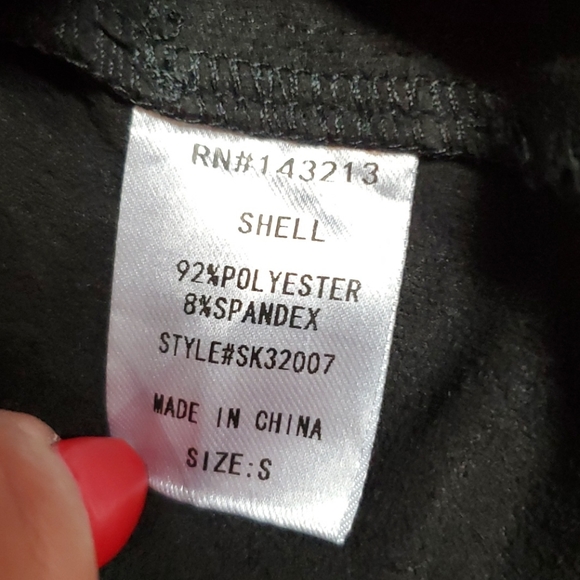 RN#143213
SHELL
92%POLYESTER
8%SPANDEX
STYLE#SK32007
MADE IN CHINA
SIZE:S